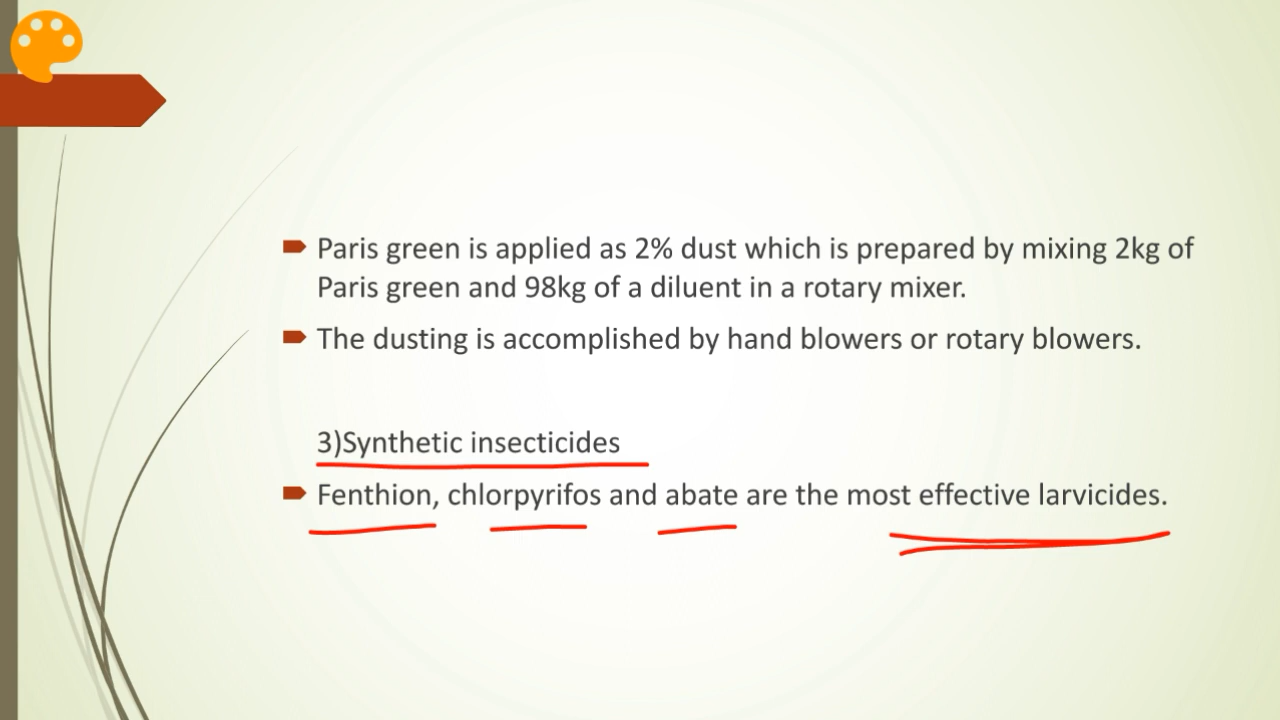 Paris green is applied as 2% dust which is prepared by mixing 2kg of
Paris green and 98kg of a diluent in a rotary mixer.
The dusting is accomplished by hand blowers or rotary blowers.
3)Synthetic insecticides
Fenthion, chlorpyrifos and abate are the most effective larvicides.